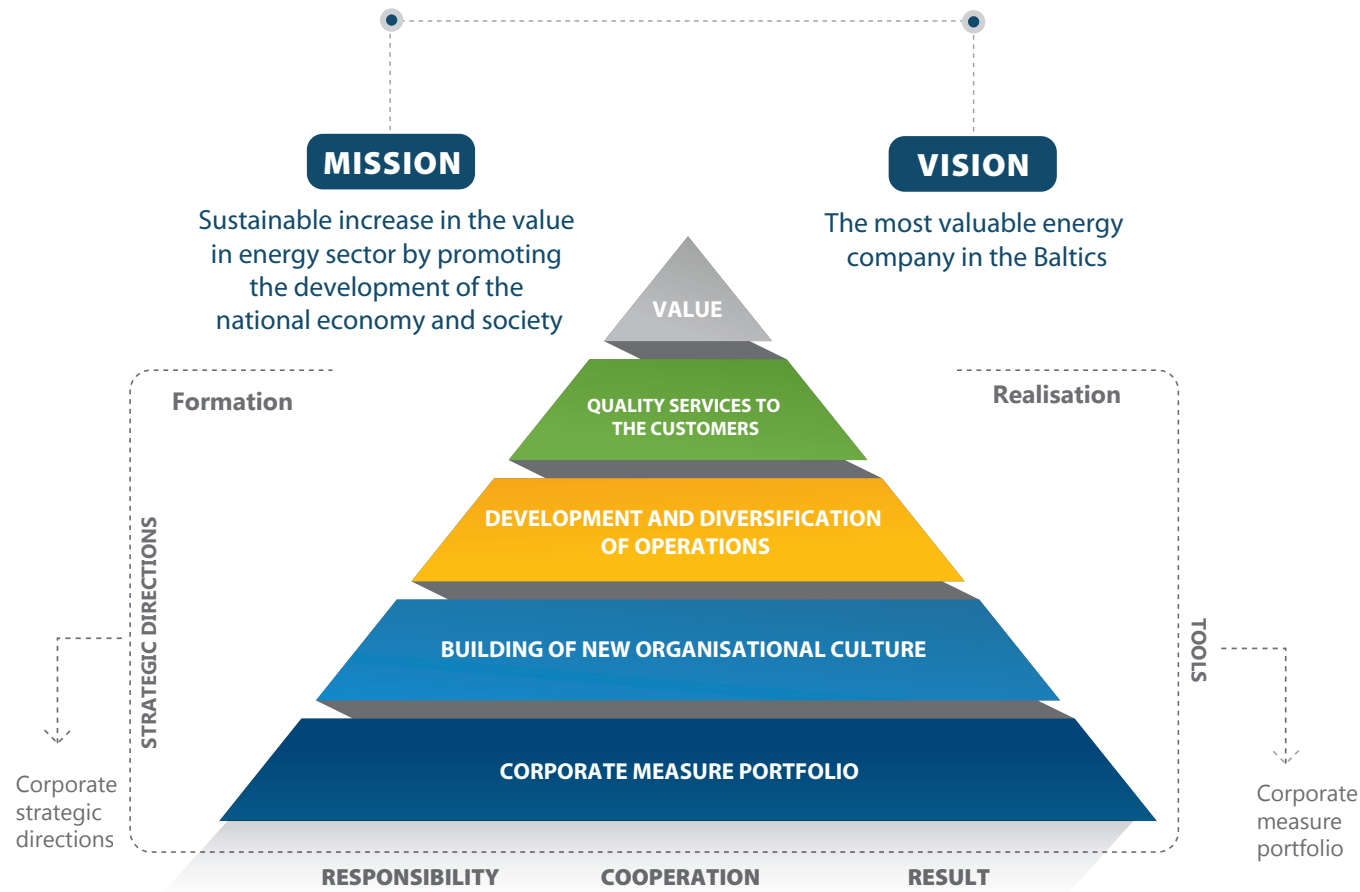 MISSION
Sustainable increase in the value
in energy sector by promoting
the development of the
national economy and society
VISION
The most valuable energy
company in the Baltics
VALUE
Formation
Realisation
QUALITY SERVICES TO
THE CUSTOMERS
DEVELOPMENT AND DIVERSIFICATION
OF OPERATIONS
STRATEGIC DIRECTIONS
TOOLS
BUILDING OF NEW ORGANISATIONAL CULTURE
CORPORATE MEASURE PORTFOLIO
Corporate
strategic
directions
Corporate
measure
portfolio
RESPONSIBILITY
COOPERATION
RESULT